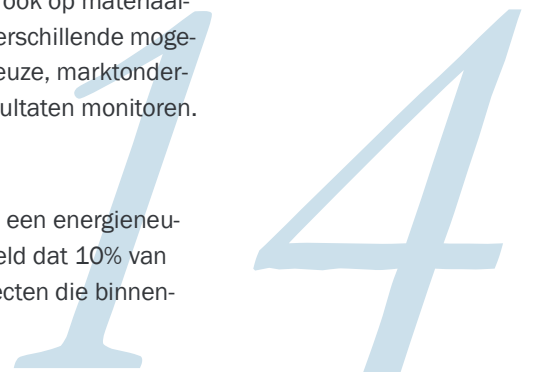 ook op materiaal-
erschillende moge-
euze, marktonder-
ultaten monitoren.
een energieneu-
eld dat 10% van
ecten die binnen-
14